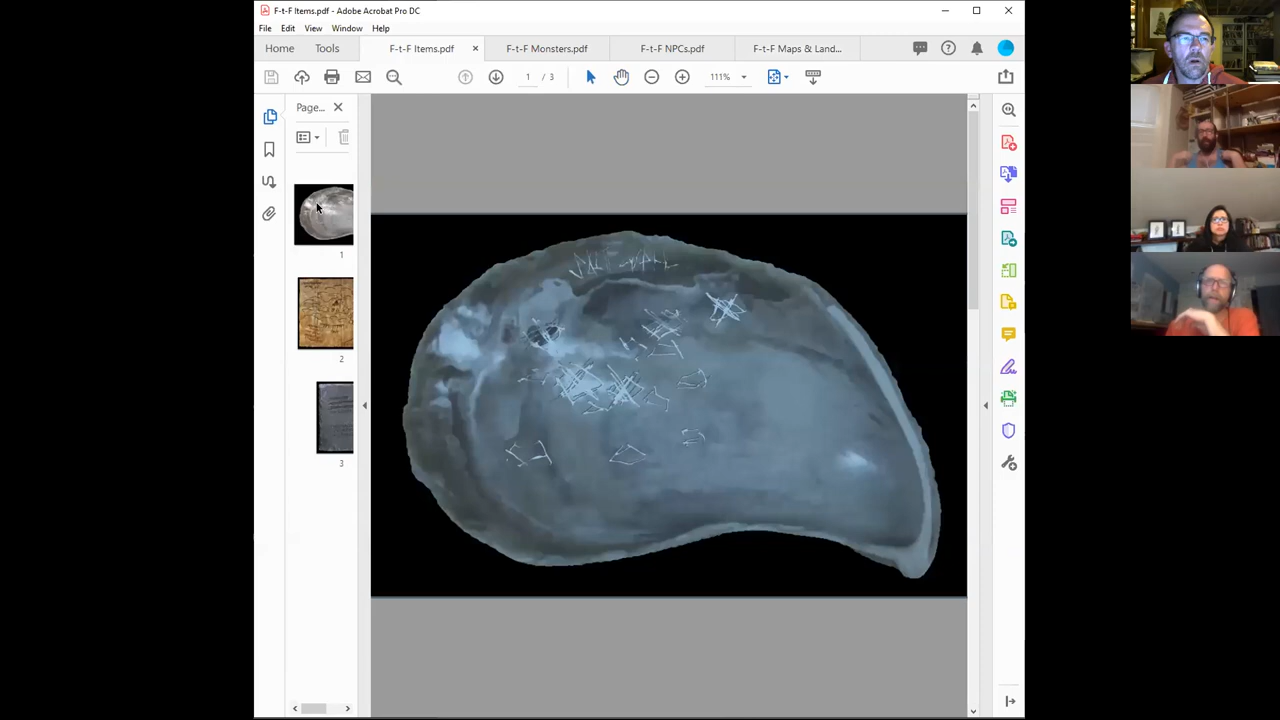 F-t-F Items.pdf - Adobe Acrobat Pro DC
File Edit View Window Help
Home Tools F-t-F Items.pdf × F-t-F Monsters.pdf F-t-F NPCs.pdf F-t-F Maps & Land...
1 / 3 111%
Page...
1
2
3